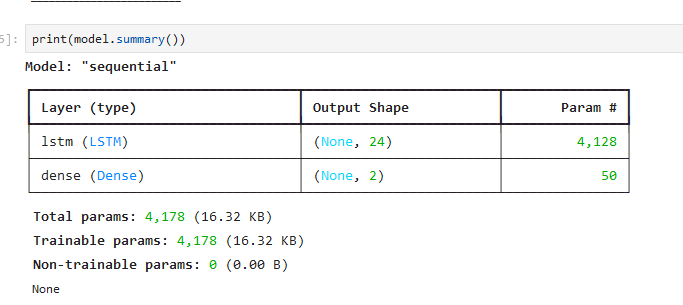 5]: print(model.summary())
Model: "sequential"
Layer (type) Output Shape Param #
lstm (LSTM) (None, 24) 4,128
dense (Dense) (None, 2) 50
Total params: 4,178 (16.32 KB)
Trainable params: 4,178 (16.32 KB)
Non-trainable params: 0 (0.00 B)
None